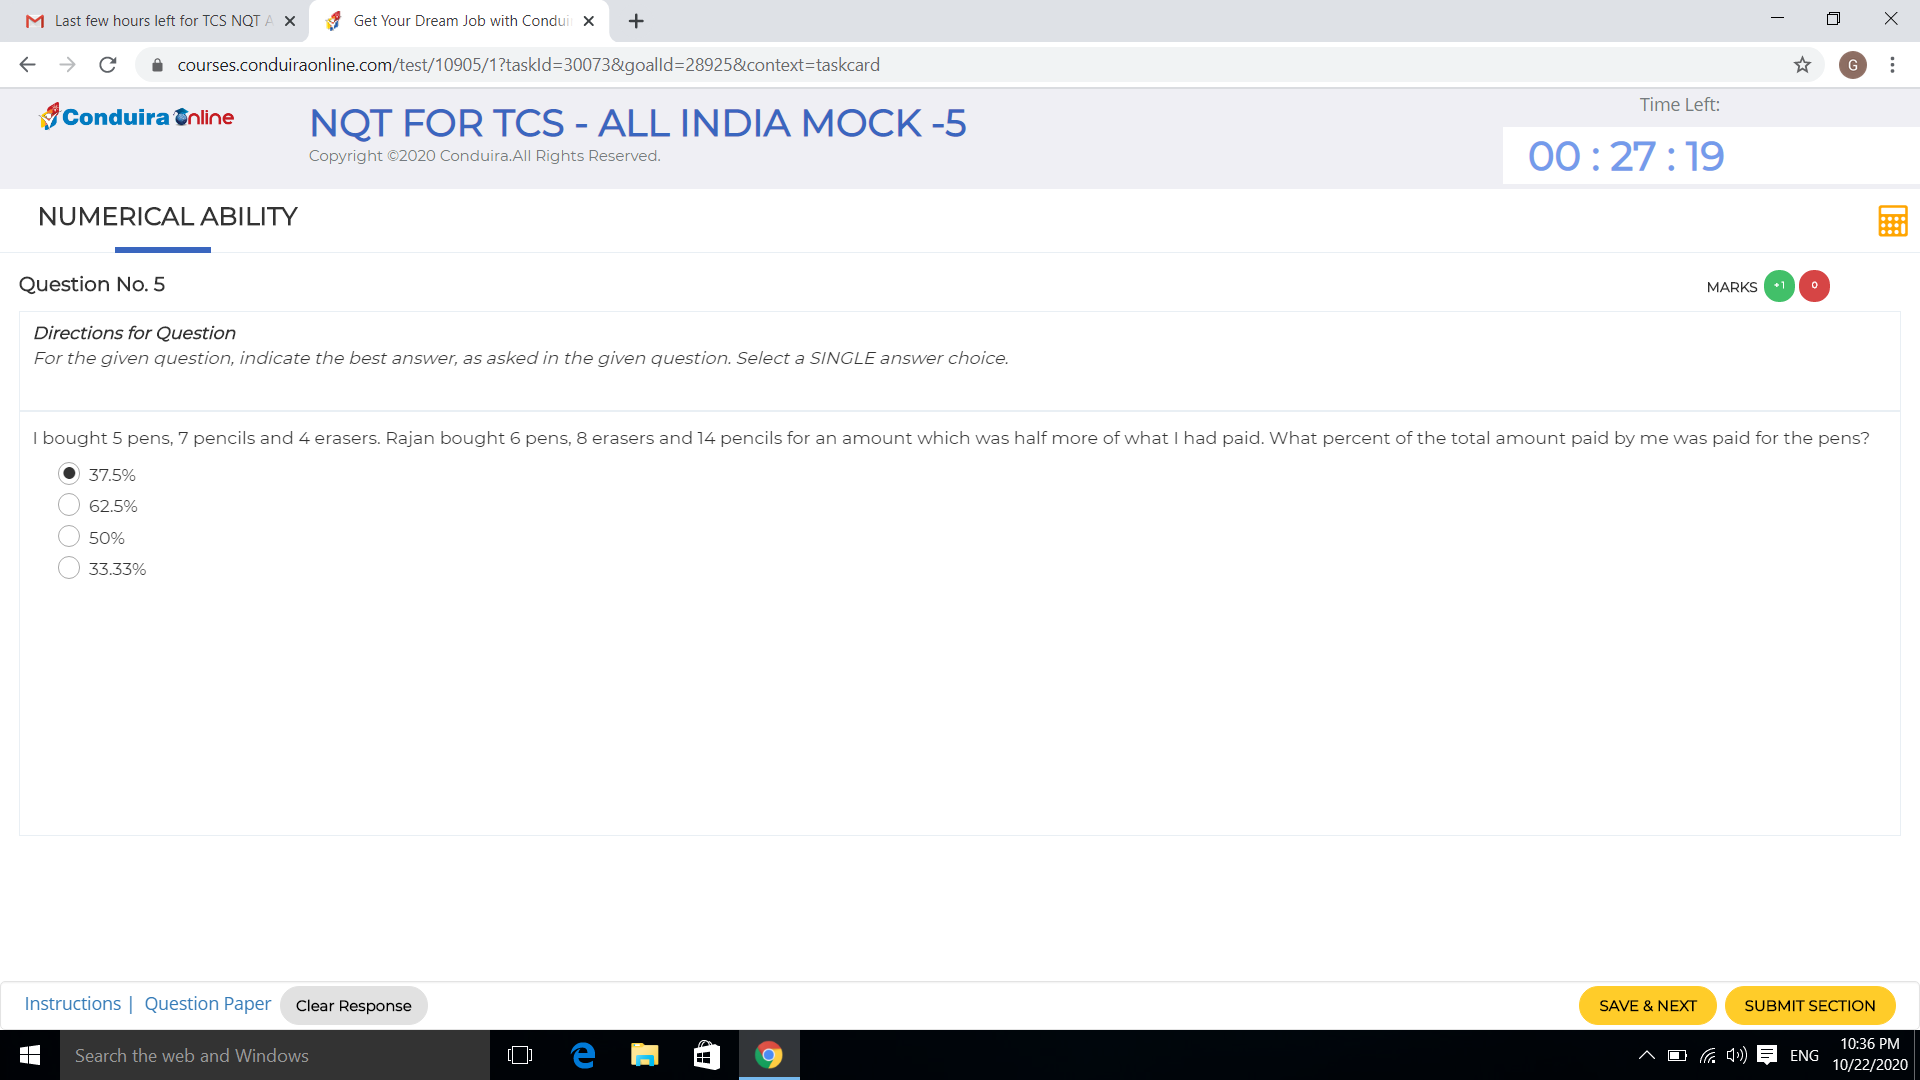 Last few hours left for TCS NQT A
Get Your Dream Job with Condui
courses.conduiraonline.com/test/10905/1?taskId=30073&goalId=28925&context=taskcard
G
Conduira Online
NQT FOR TCS - ALL INDIA MOCK -5
Copyright ©2020 Conduira.All Rights Reserved.
Time Left:
00 : 27 : 19
NUMERICAL ABILITY
Question No. 5
MARKS +1 0
Directions for Question
For the given question, indicate the best answer, as asked in the given question. Select a SINGLE answer choice.
I bought 5 pens, 7 pencils and 4 erasers. Rajan bought 6 pens, 8 erasers and 14 pencils for an amount which was half more of what I had paid. What percent of the total amount paid by me was paid for the pens?
37.5%
62.5%
50%
33.33%
Instructions | Question Paper Clear Response
SAVE & NEXT SUBMIT SECTION
Search the web and Windows
ENG
10:36 PM
10/22/2020